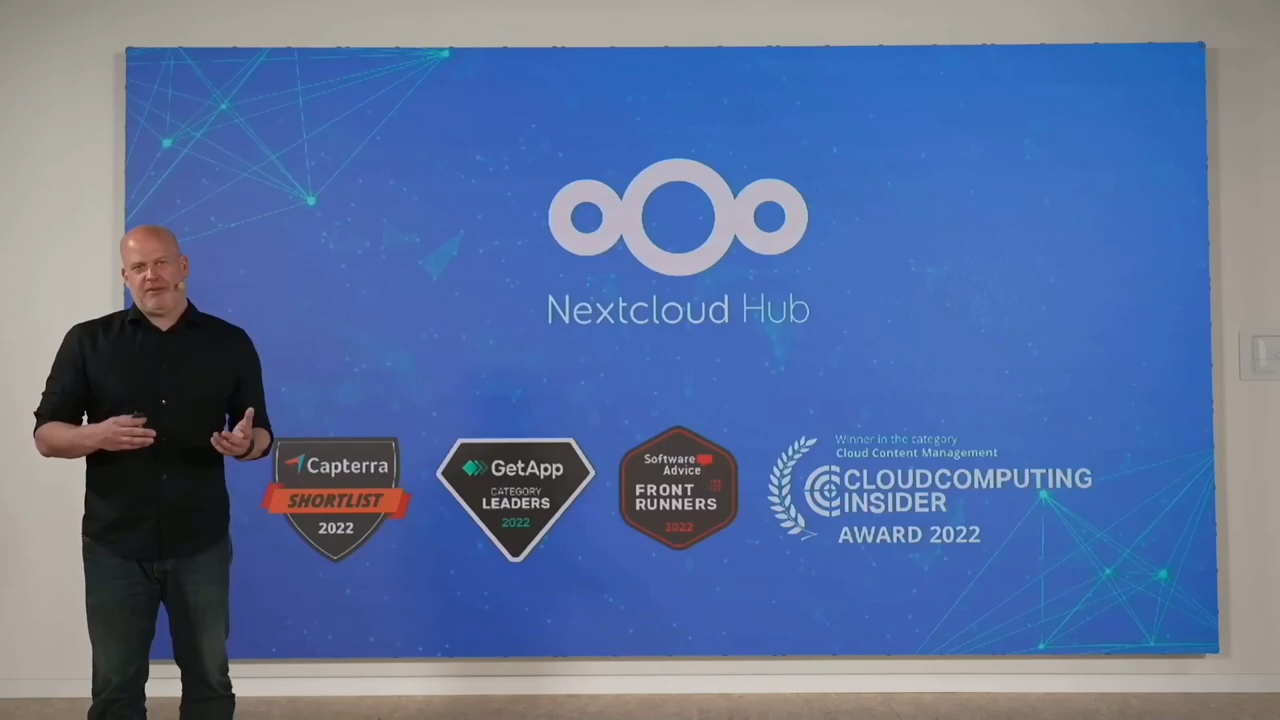 Nextcloud Hub
Capterra
SHORTLIST
2022
GetApp
CATEGORY
LEADERS
2022
Software
Advice
FRONT
RUNNERS
2022
Winner in the category
Cloud Content Management
CLOUDCOMPUTING
INSIDER
AWARD 2022